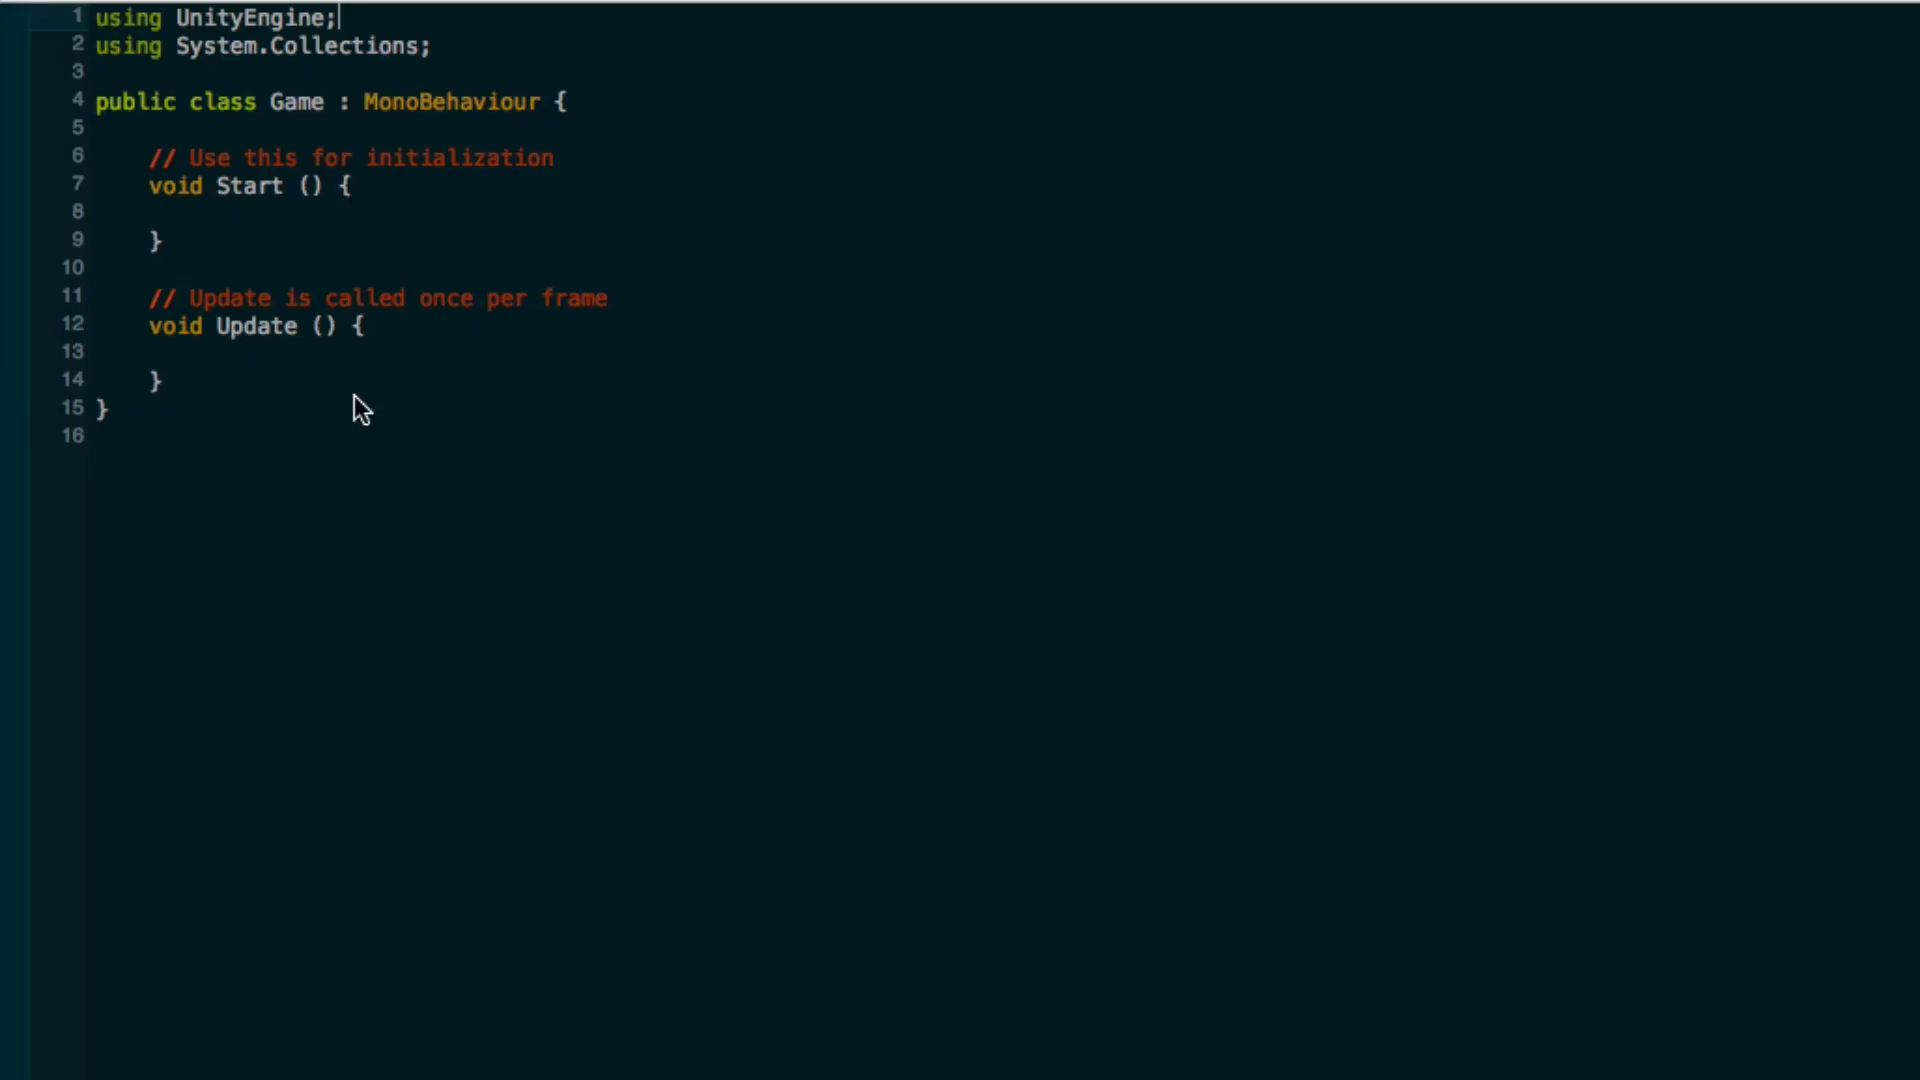 1 using UnityEngine;
2 using System.Collections;
3
4 public class Game : MonoBehaviour {
5
6 // Use this for initialization
7 void Start () {
8
9 }
10
11 // Update is called once per frame
12 void Update () {
13
14 }
15 }
16